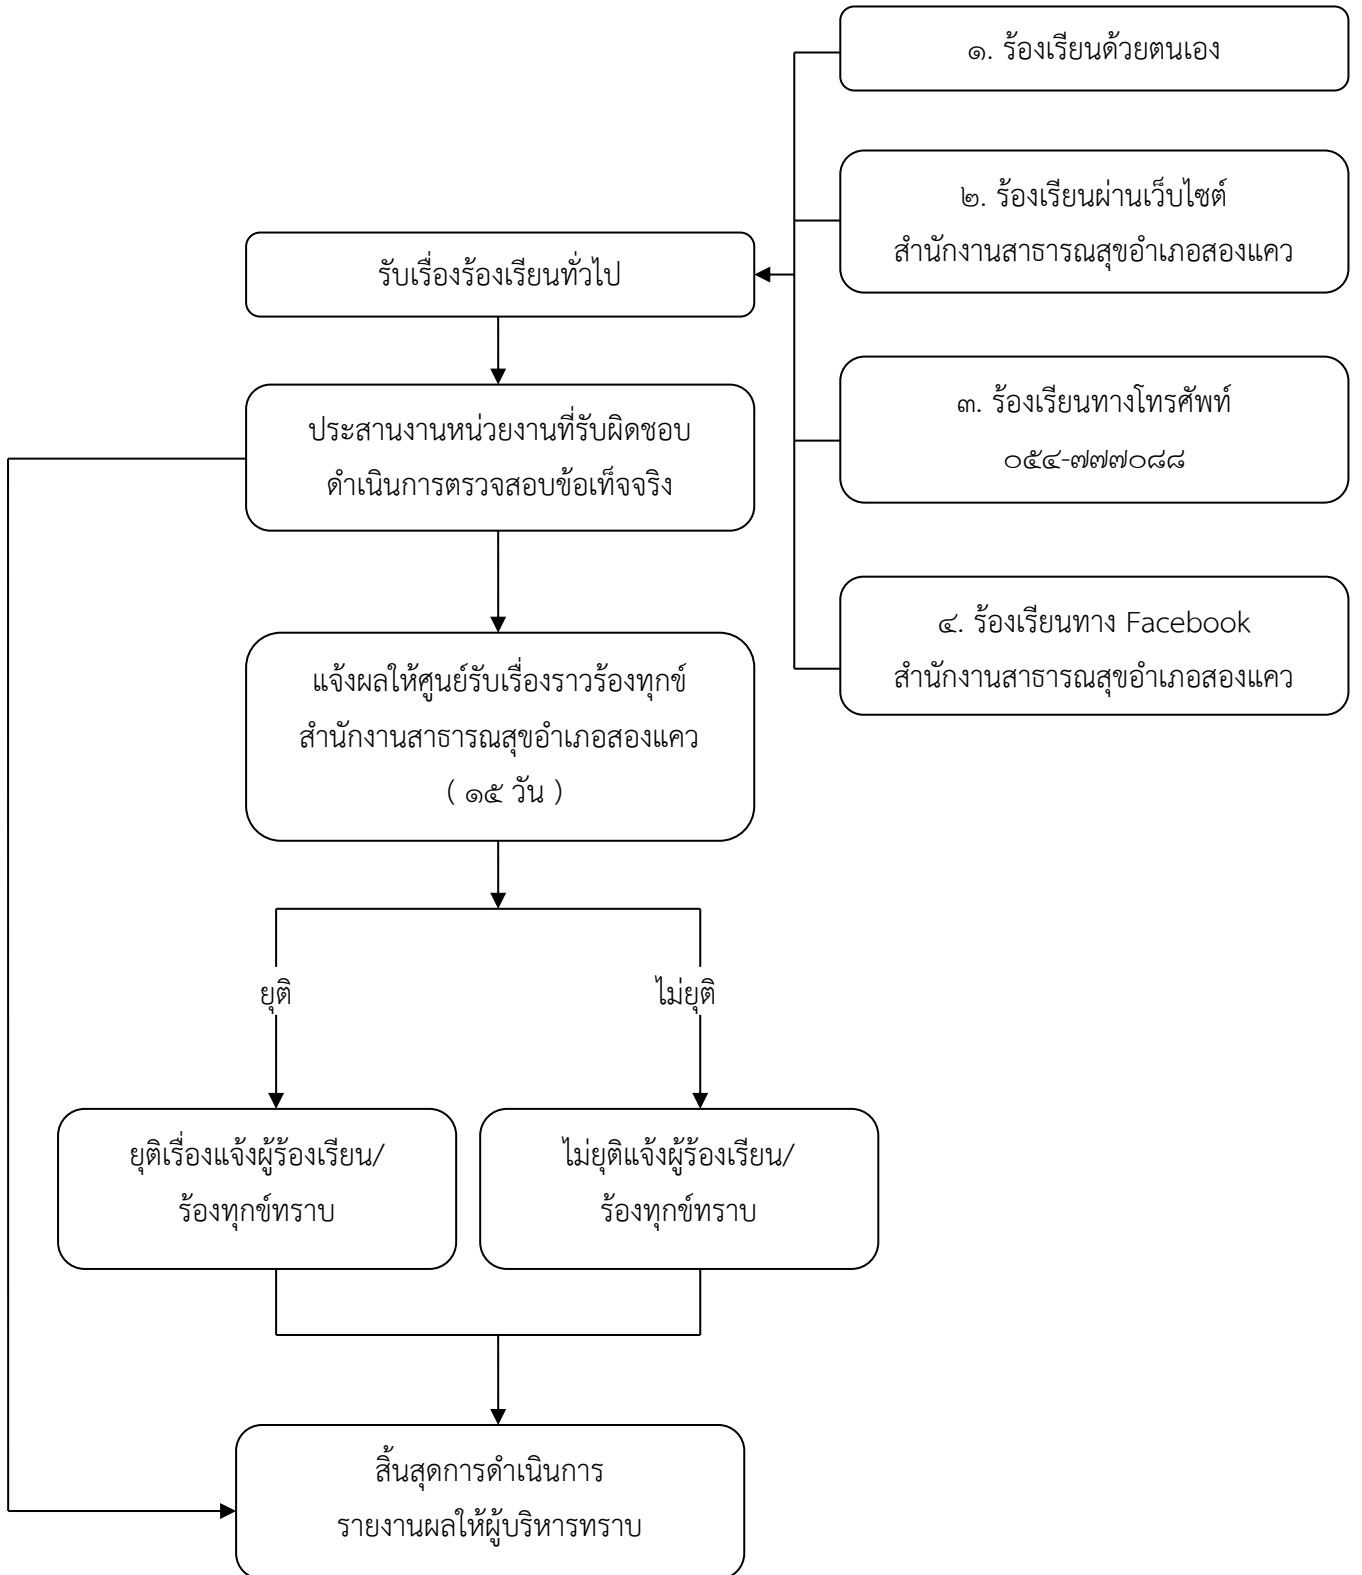 ๑. ร้องเรียนด้วยตนเอง
๒. ร้องเรียนผ่านเว็บไซต์
สำนักงานสาธารณสุขอำเภอสองแคว
๓. ร้องเรียนทางโทรศัพท์
๐๕๔-๗๗๗๐๘๘
๔. ร้องเรียนทาง Facebook
สำนักงานสาธารณสุขอำเภอสองแคว
รับเรื่องร้องเรียนทั่วไป
ประสานงานหน่วยงานที่รับผิดชอบ
ดำเนินการตรวจสอบข้อเท็จจริง
แจ้งผลให้ศูนย์รับเรื่องราวร้องทุกข์
สำนักงานสาธารณสุขอำเภอสองแคว
( ๑๕ วัน )
ยุติ
ไม่ยุติ
ยุติเรื่องแจ้งผู้ร้องเรียน/
ร้องทุกข์ทราบ
ไม่ยุติแจ้งผู้ร้องเรียน/
ร้องทุกข์ทราบ
สิ้นสุดการดำเนินการ
รายงานผลให้ผู้บริหารทราบ